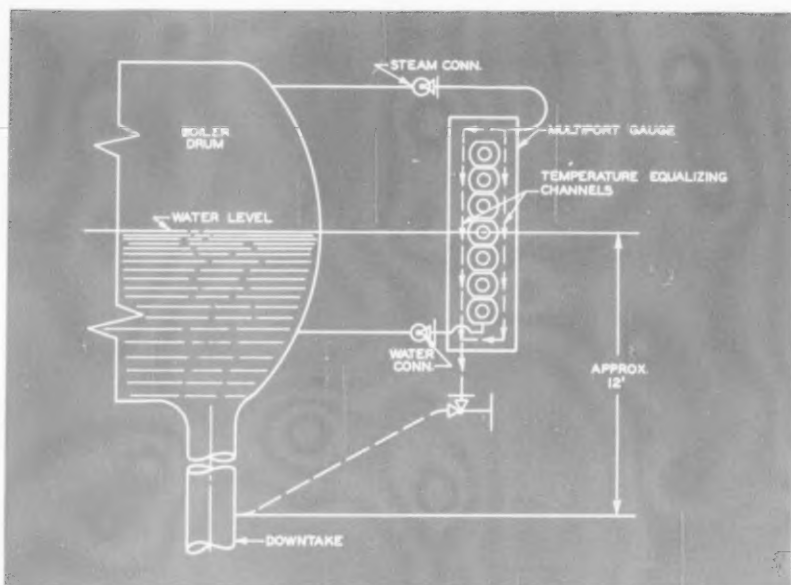 STEAM CONN.
BOILER
DRUM
MULTIPORT GAUGE
TEMPERATURE EQUALIZING
CHANNELS
WATER LEVEL
WATER
CONN.
APPROX.
12'
DOWNTAKE